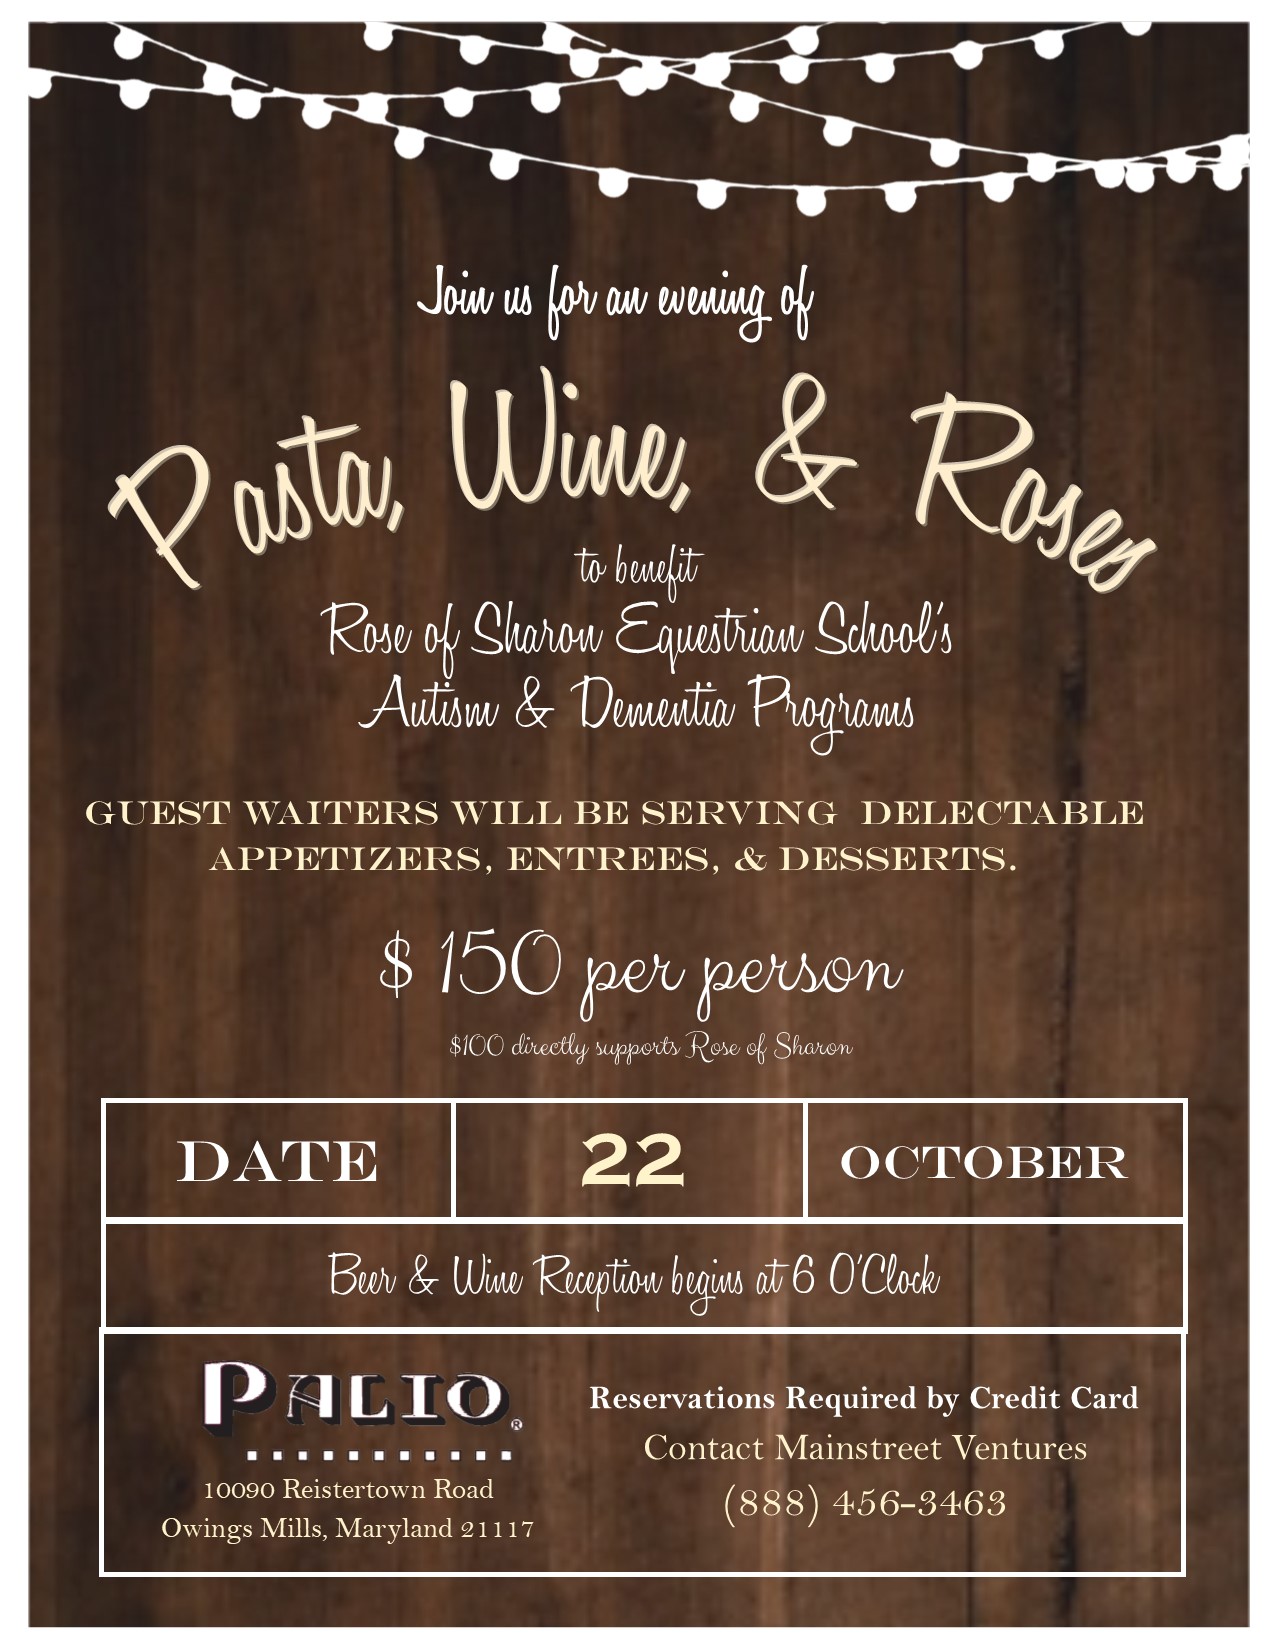 Join us for an evening of
Pasta, Wine, & Roses
to benefit
Rose of Sharon Equestrian School's
Autism & Dementia Programs
GUEST WAITERS WILL BE SERVING DELECTABLE
APPETIZERS, ENTREES, & DESSERTS.
$ 150 per person
$100 directly supports Rose of Sharon
DATE 22 OCTOBER
Beer & Wine Reception begins at 6 O'Clock
PALIO®
10090 Reistertown Road
Owings Mills, Maryland 21117
Reservations Required by Credit Card
Contact Mainstreet Ventures
(888) 456-3463